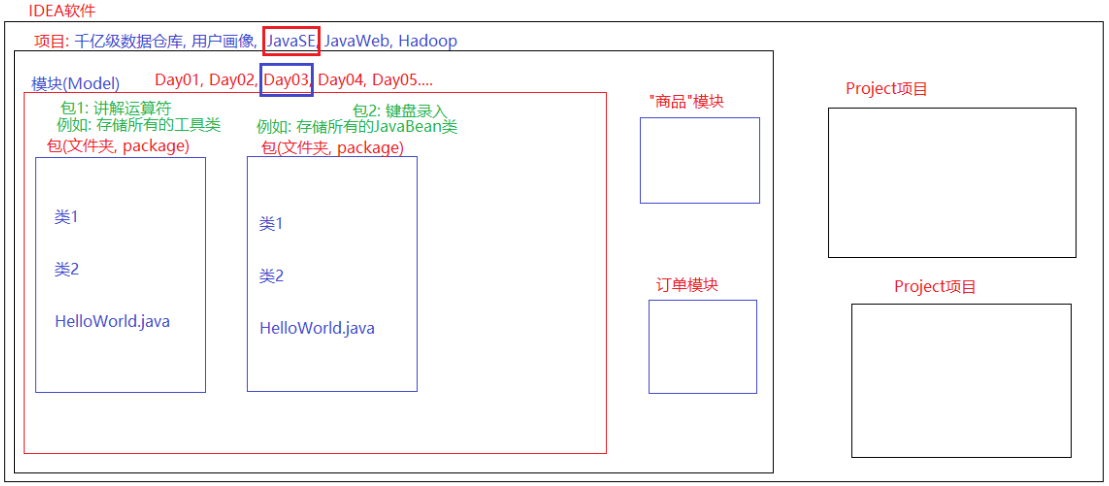 IDEA软件
项目: 千亿级数据仓库, 用户画像, JavaSE, JavaWeb, Hadoop
模块(Model)
Day01, Day02, Day03, Day04, Day05....
包1: 讲解运算符
例如: 存储所有的工具类
包(文件夹, package)
类1
类2
HelloWorld.java
包2: 键盘录入
例如: 存储所有的JavaBean类
包(文件夹, package)
类1
类2
HelloWorld.java
"商品"模块
订单模块
Project项目
Project项目